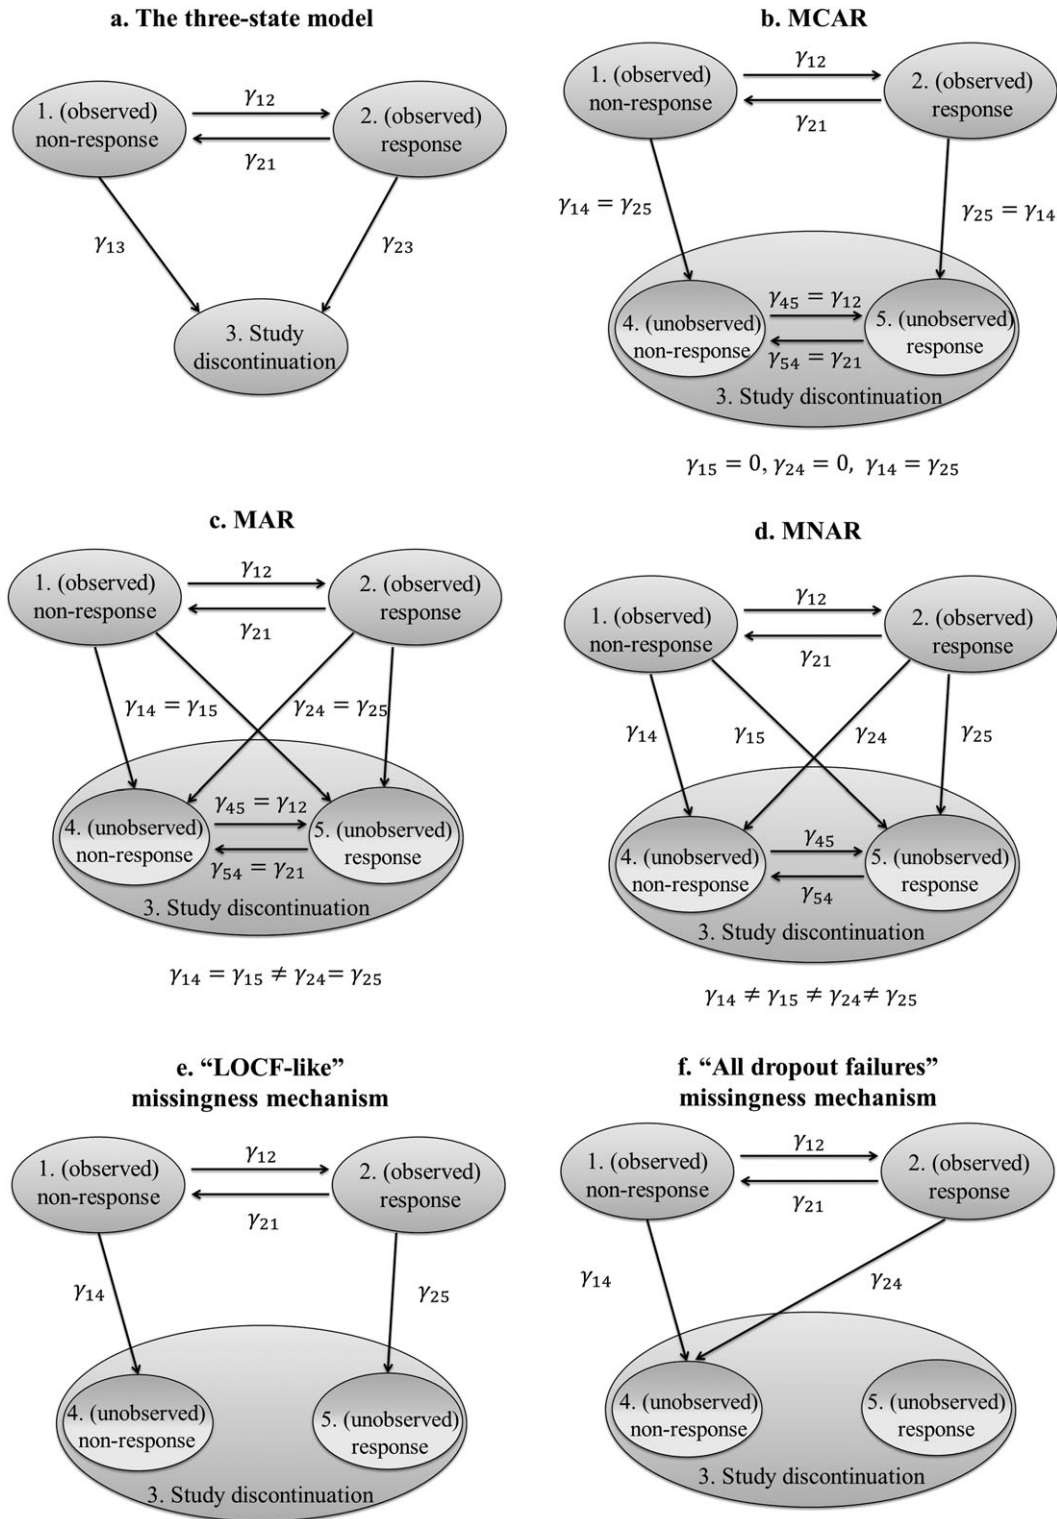 a. The three-state model
1. (observed)
non-response
γ12
γ21
2. (observed)
response
γ13
γ23
3. Study
discontinuation
b. MCAR
1. (observed)
non-response
γ12
γ21
2. (observed)
response
γ14 = γ25
γ25 = γ14
4. (unobserved)
non-response
γ45 = γ12
γ54 = γ21
5. (unobserved)
response
3. Study discontinuation
γ15 = 0, γ24 = 0, γ14 = γ25
c. MAR
1. (observed)
non-response
γ12
γ21
2. (observed)
response
γ14 = γ15
γ24 = γ25
4. (unobserved)
non-response
γ45 = γ12
γ54 = γ21
5. (unobserved)
response
3. Study discontinuation
γ14 = γ15 ≠ γ24 = γ25
d. MNAR
1. (observed)
non-response
γ12
γ21
2. (observed)
response
γ14
γ15
γ24
γ25
4. (unobserved)
non-response
γ45
γ54
5. (unobserved)
response
3. Study discontinuation
γ14 ≠ γ15 ≠ γ24 ≠ γ25
e. “LOCF-like”
missingness mechanism
1. (observed)
non-response
γ12
γ21
2. (observed)
response
γ14
γ25
4. (unobserved)
non-response
5. (unobserved)
response
3. Study discontinuation
f. “All dropout failures”
missingness mechanism
1. (observed)
non-response
γ12
γ21
2. (observed)
response
γ14
γ24
4. (unobserved)
non-response
5. (unobserved)
response
3. Study discontinuation